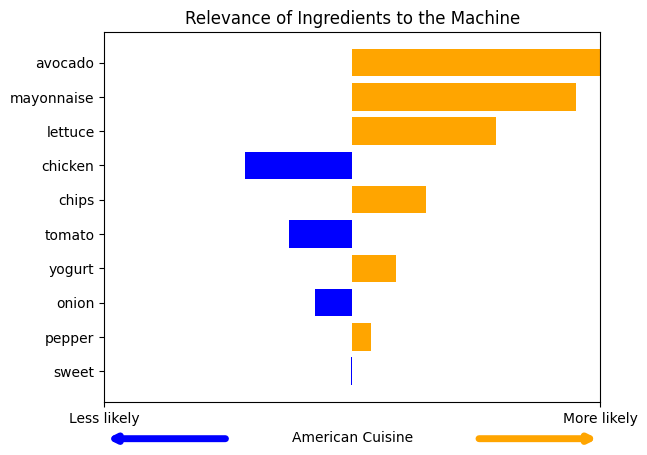 Relevance of Ingredients to the Machine
avocado
mayonnaise
lettuce
chicken
chips
tomato
yogurt
onion
pepper
sweet
Less likely
More likely
American Cuisine